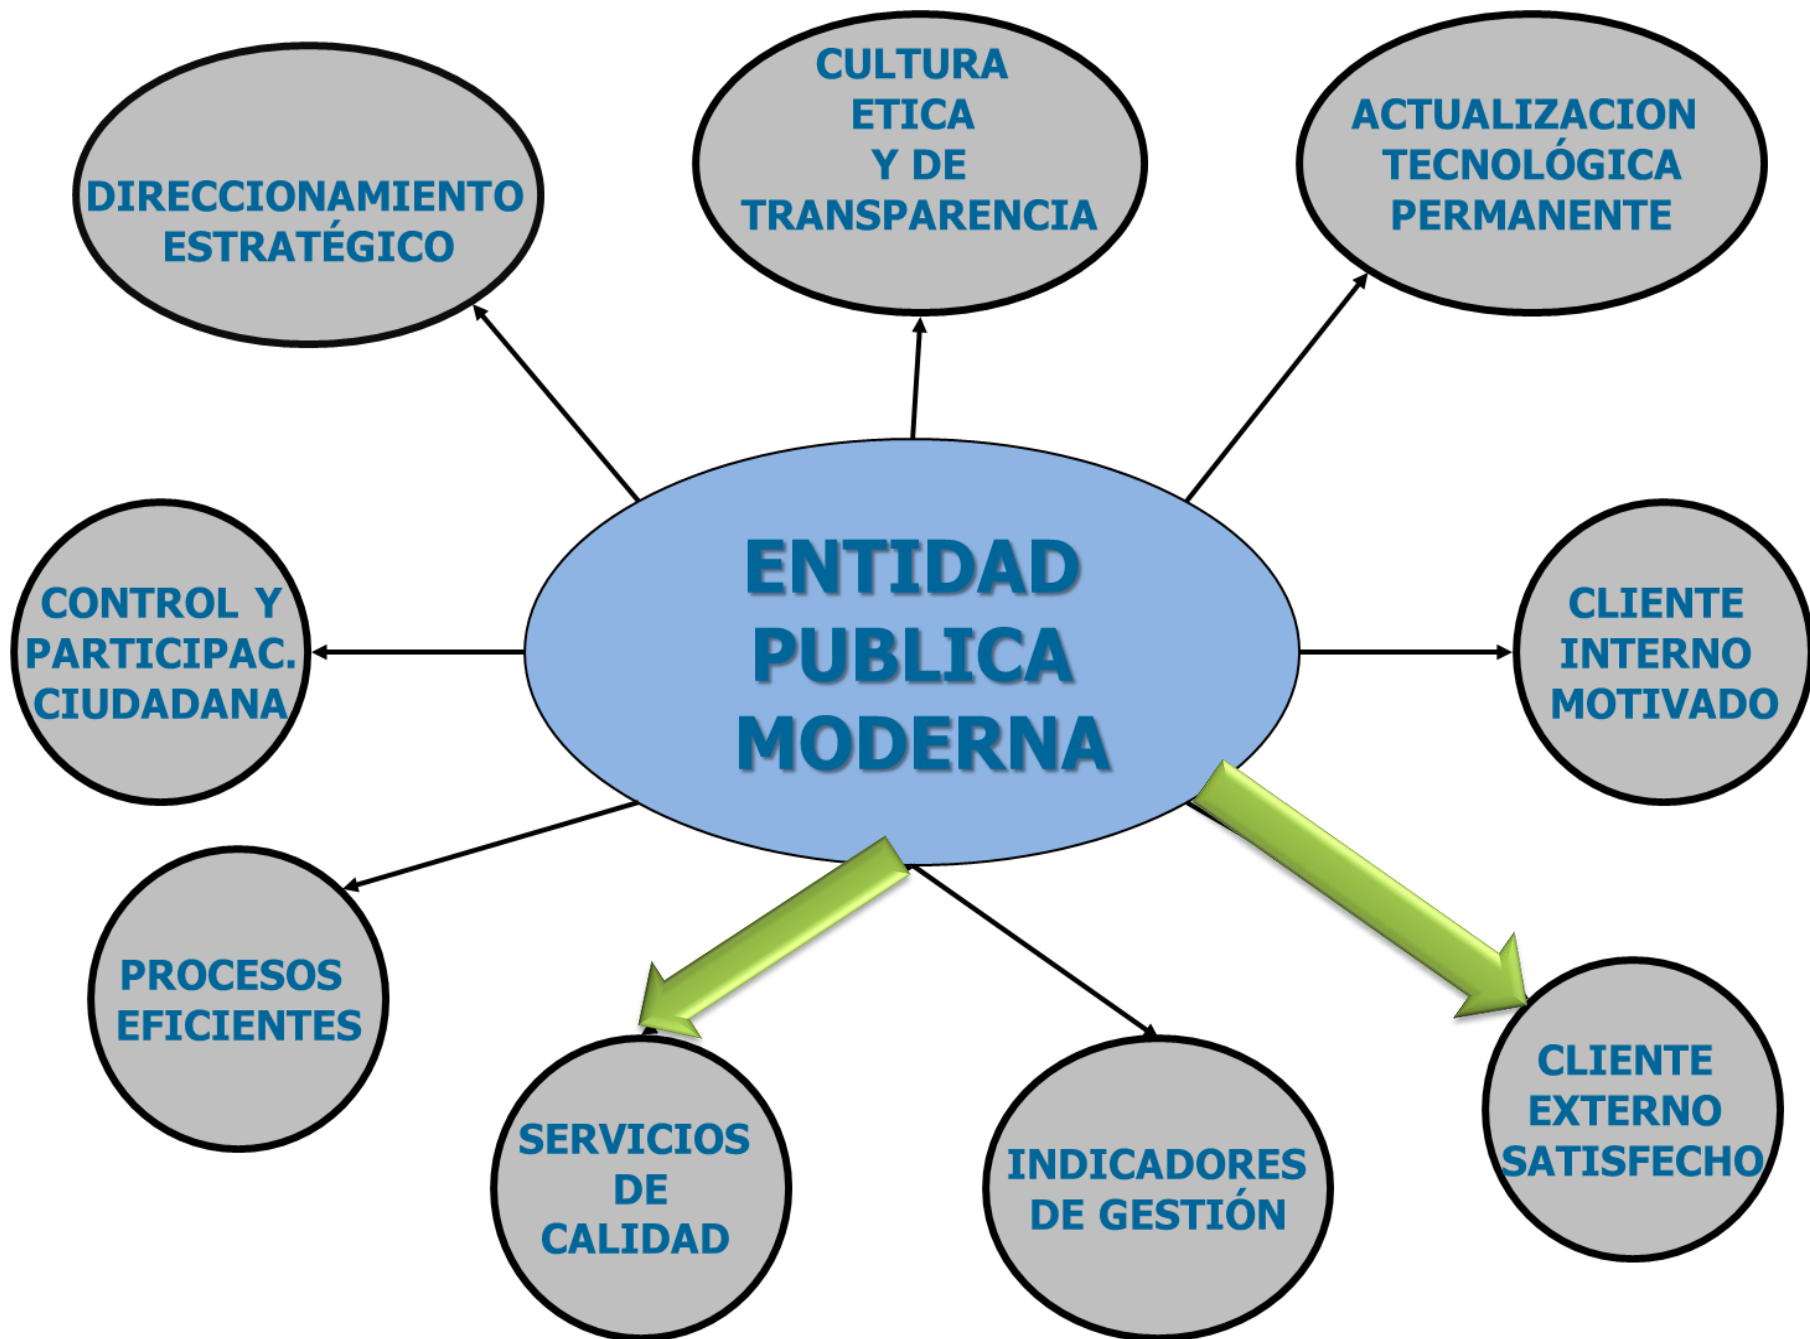 CULTURA
ETICA
Y DE
TRANSPARENCIA
DIRECCIONAMIENTO
ESTRATÉGICO
ACTUALIZACION
TECNOLÓGICA
PERMANENTE
ENTIDAD
PUBLICA
MODERNA
CONTROL Y
PARTICIPAC.
CIUDADANA
CLIENTE
INTERNO
MOTIVADO
PROCESOS
EFICIENTES
SERVICIOS
DE
CALIDAD
INDICADORES
DE GESTIÓN
CLIENTE
EXTERNO
SATISFECHO